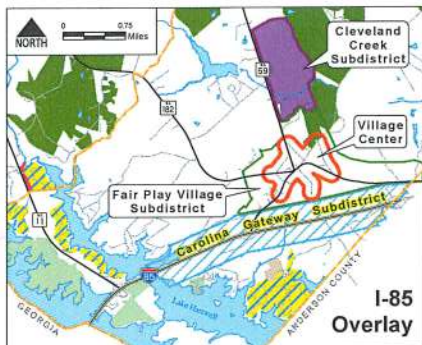 NORTH
0 0.75
Miles
Cleveland
Creek
Subdistrict
59
182
Village
Center
Fair Play Village
Subdistrict
11
Carolina Gateway Subdistrict
85
Lake Hartwell
GEORGIA
ANDERSON COUNTY
I-85
Overlay